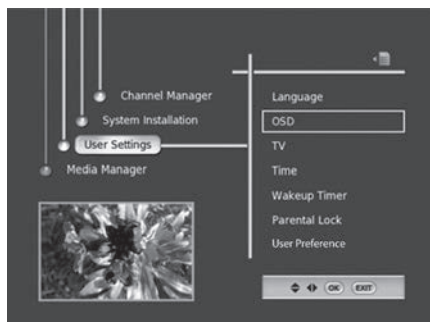 Channel Manager
System Installation
User Settings
Media Manager
Language
OSD
TV
Time
Wakeup Timer
Parental Lock
User Preference
OK EXIT